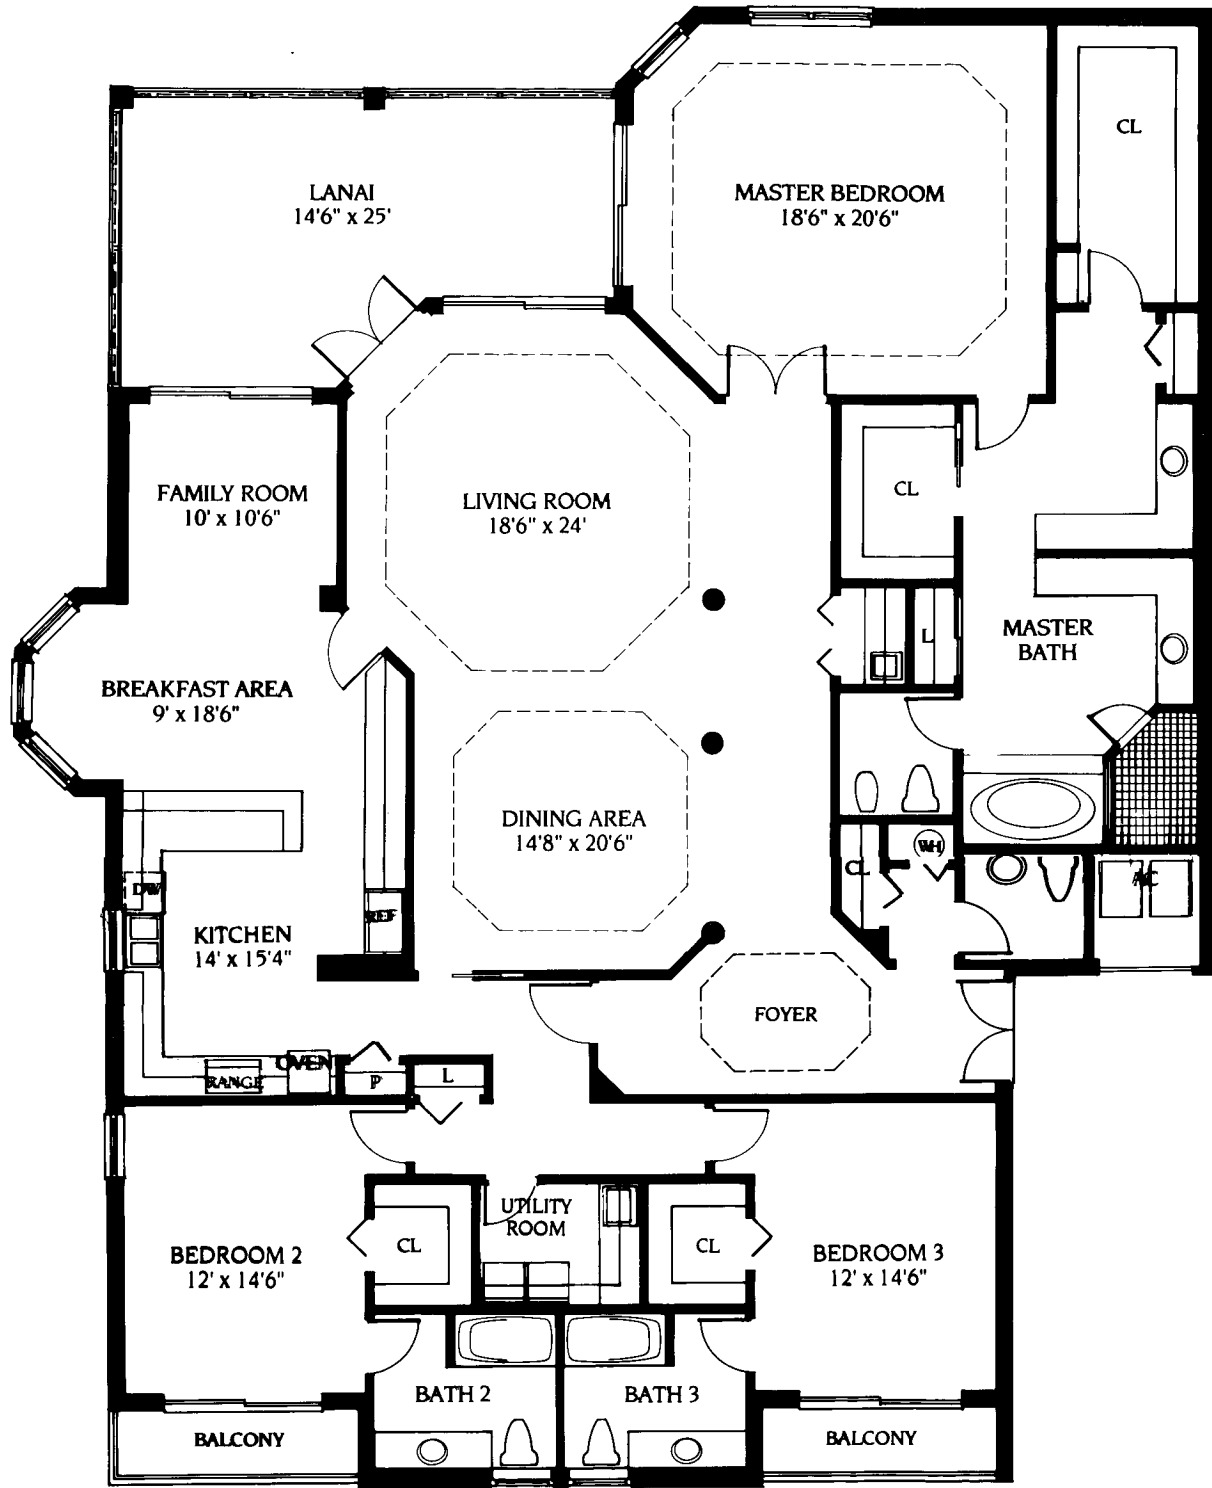 CL
LANAI
14'6" x 25'
MASTER BEDROOM
18'6" x 20'6"
FAMILY ROOM
10' x 10'6"
LIVING ROOM
18'6" x 24'
CL
L
MASTER
BATH
BREAKFAST AREA
9' x 18'6"
DINING AREA
14'8" x 20'6"
WH
CL
AC
DW
REF
KITCHEN
14' x 15'4"
FOYER
OVEN
RANGE
P
L
UTILITY
ROOM
BEDROOM 2
12' x 14'6"
CL
CL
BEDROOM 3
12' x 14'6"
BATH 2
BATH 3
BALCONY
BALCONY